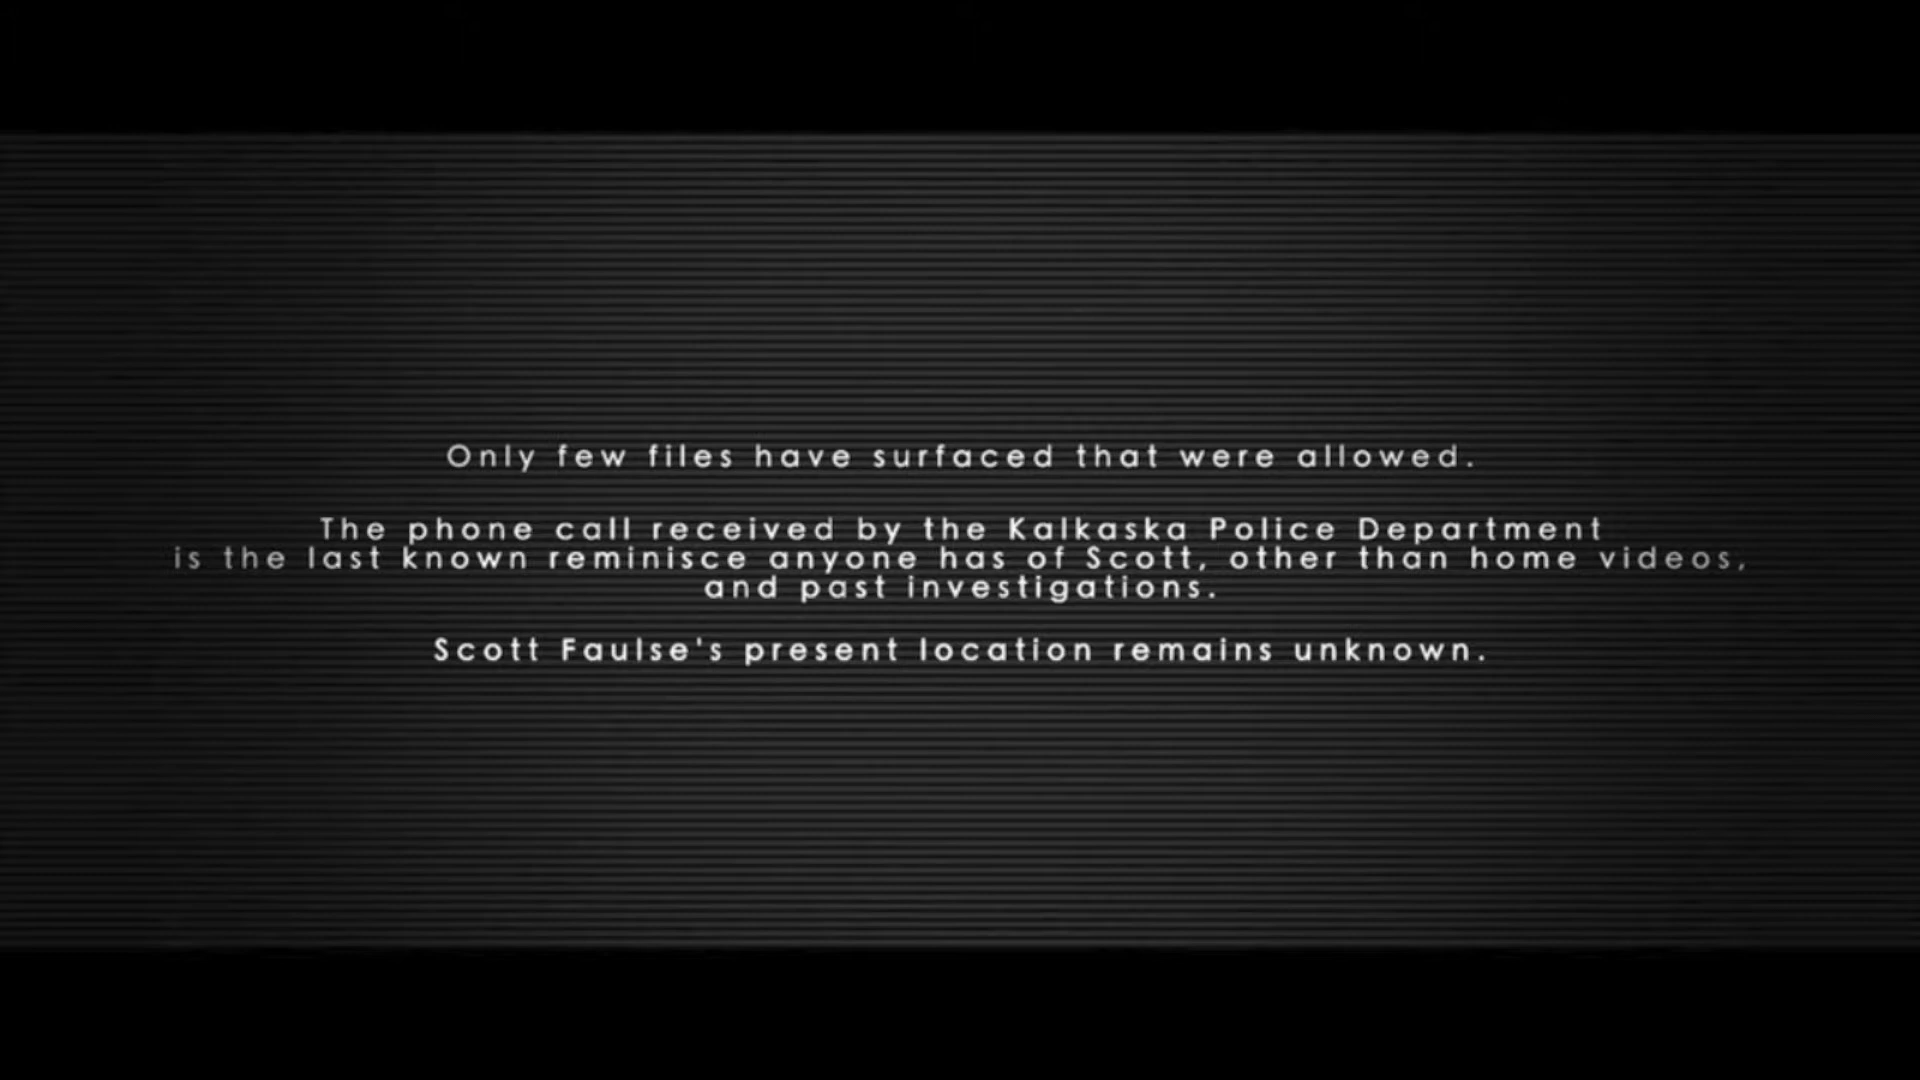 Only few files have surfaced that were allowed.
The phone call received by the Kalkaska Police Department
is the last known reminisce anyone has of Scott, other than home videos,
and past investigations.
Scott Faulse's present location remains unknown.